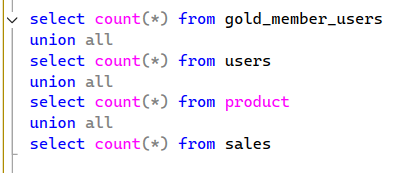 select count(*) from gold_member_users
union all
select count(*) from users
union all
select count(*) from product
union all
select count(*) from sales